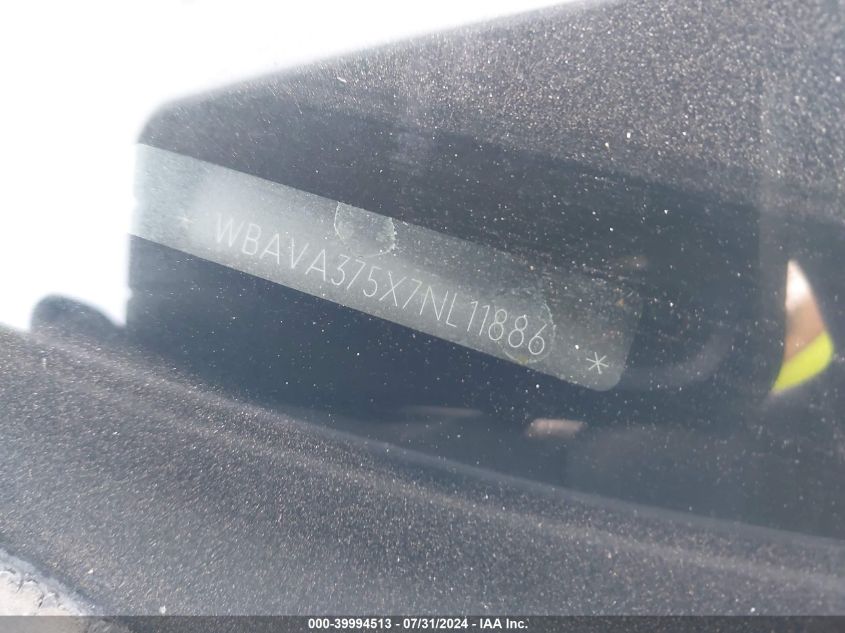 * WBAVA375X7NL11886 *
000-39994513 - 07/31/2024 - IAA Inc.